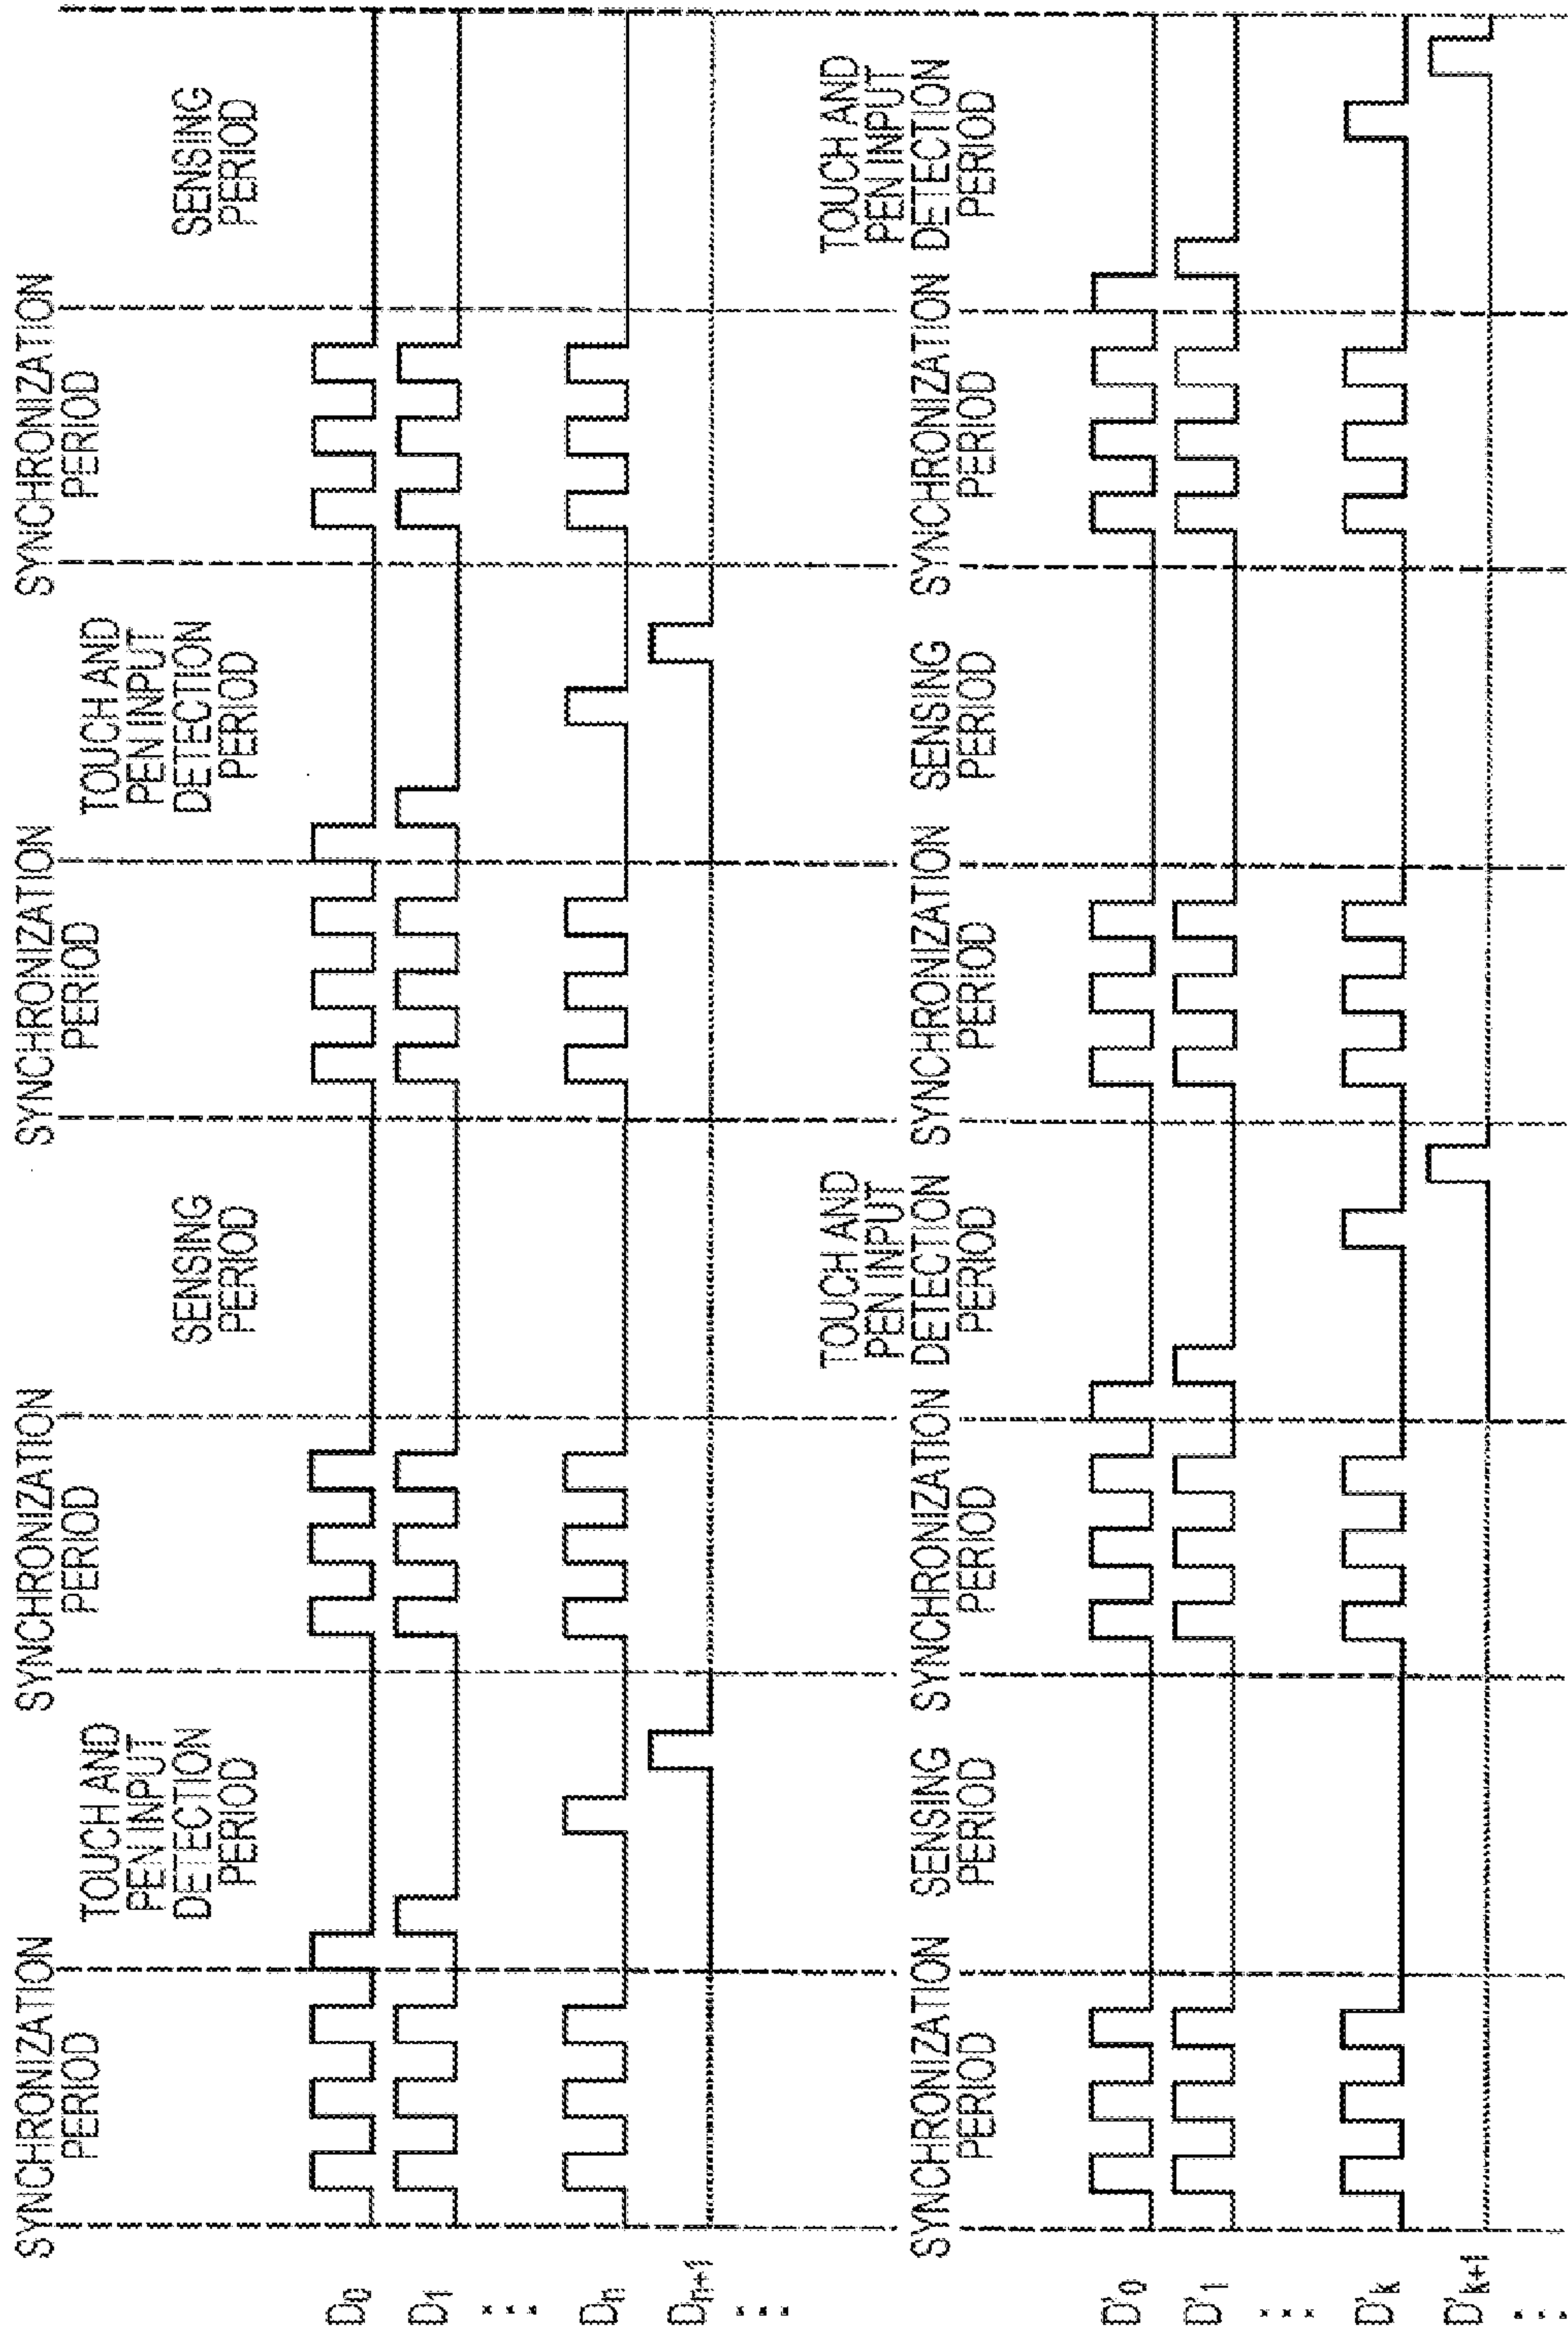 SYNCHRONIZATION
PERIOD
TOUCH AND
PEN INPUT
DETECTION
PERIOD
SYNCHRONIZATION
PERIOD
SENSING
PERIOD
SYNCHRONIZATION
PERIOD
TOUCH AND
PEN INPUT
DETECTION
PERIOD
SYNCHRONIZATION
PERIOD
SENSING
PERIOD
D0
D1
...
Dn
Dn+1
...
SYNCHRONIZATION
PERIOD
SENSING
PERIOD
SYNCHRONIZATION
PERIOD
TOUCH AND
PEN INPUT
DETECTION
PERIOD
SYNCHRONIZATION
PERIOD
SENSING
PERIOD
SYNCHRONIZATION
PERIOD
TOUCH AND
PEN INPUT
DETECTION
PERIOD
D'0
D'1
...
D'k
D'k+1
...